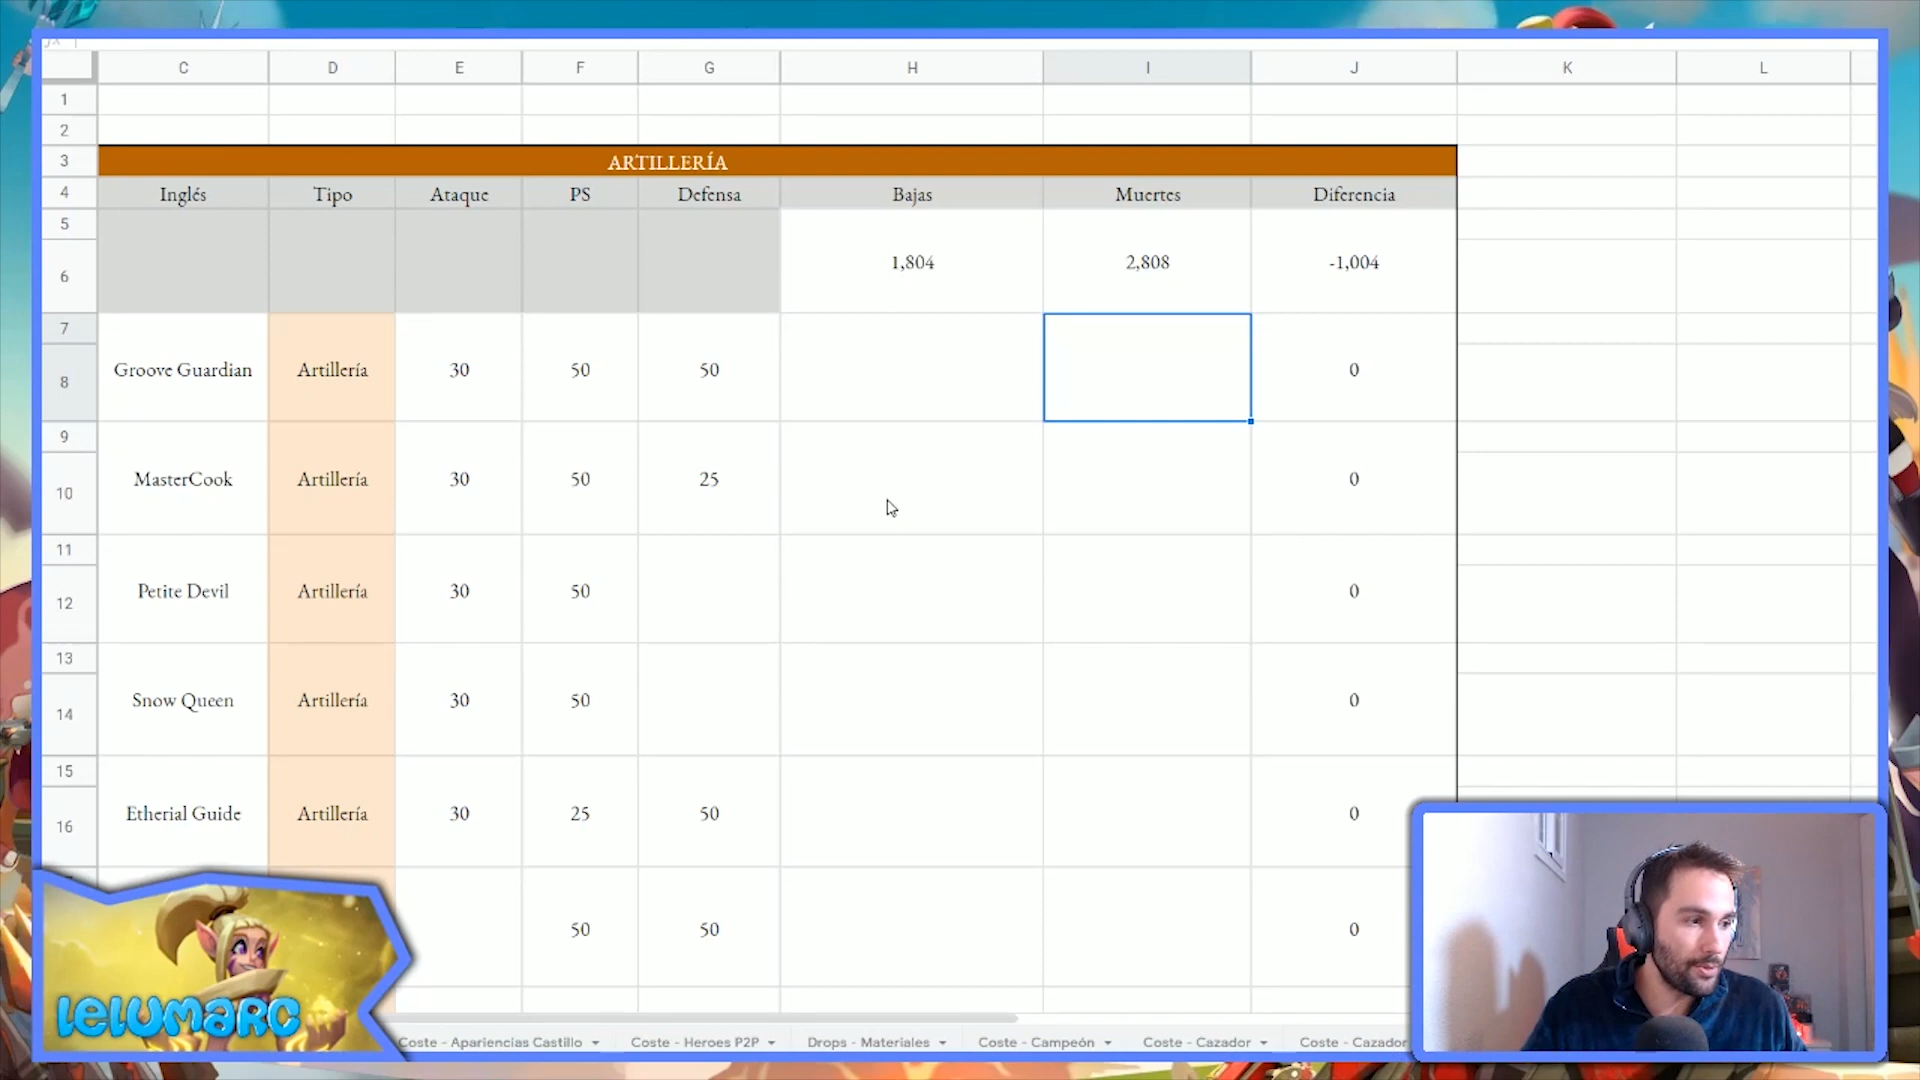 C D E F G H I J K L
1
2
3 ARTILLERÍA
4 Inglés Tipo Ataque PS Defensa Bajas Muertes Diferencia
5
6 1,804 2,808 -1,004
7
8 Groove Guardian Artillería 30 50 50 0
9
10 MasterCook Artillería 30 50 25 0
11
12 Petite Devil Artillería 30 50 0
13
14 Snow Queen Artillería 30 50 0
15
16 Etherial Guide Artillería 30 25 50 0
50 50 0
LELUMARC
Coste - Apariencias Castillo Coste - Heroes P2P Drops - Materiales Coste - Campeón Coste - Cazador Coste - Cazador